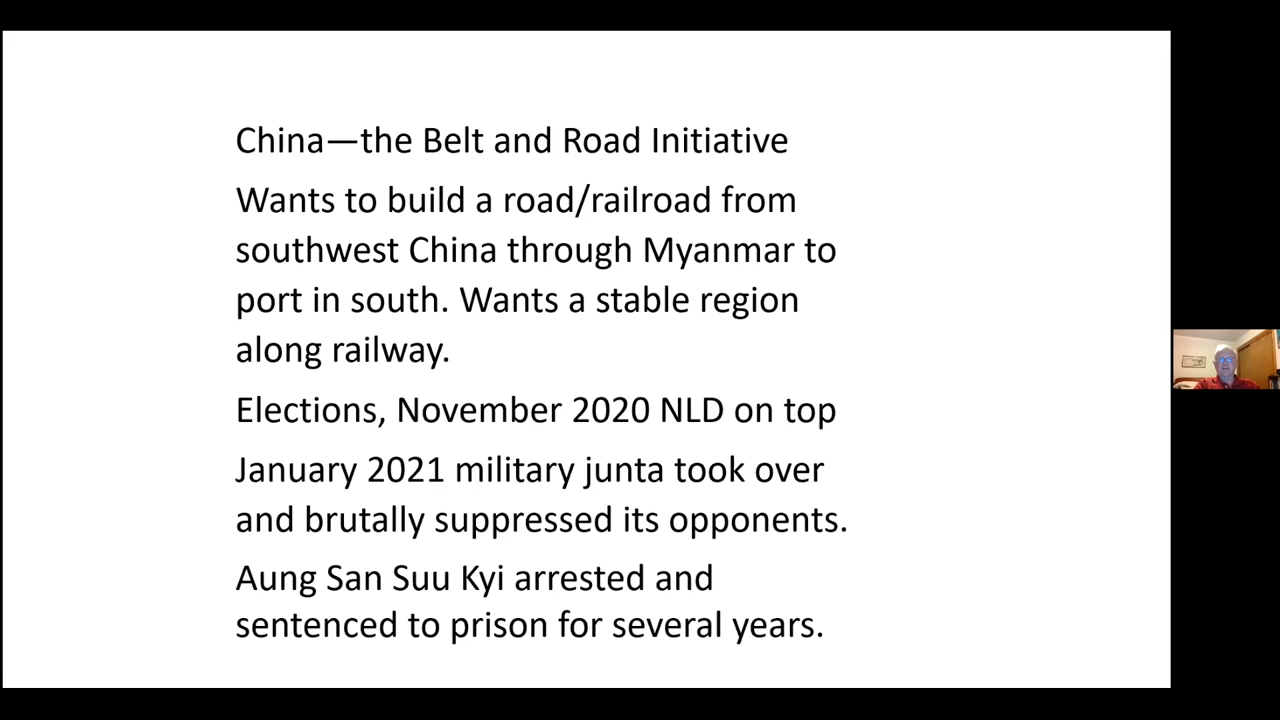 China—the Belt and Road Initiative
Wants to build a road/railroad from
southwest China through Myanmar to
port in south. Wants a stable region
along railway.
Elections, November 2020 NLD on top
January 2021 military junta took over
and brutally suppressed its opponents.
Aung San Suu Kyi arrested and
sentenced to prison for several years.